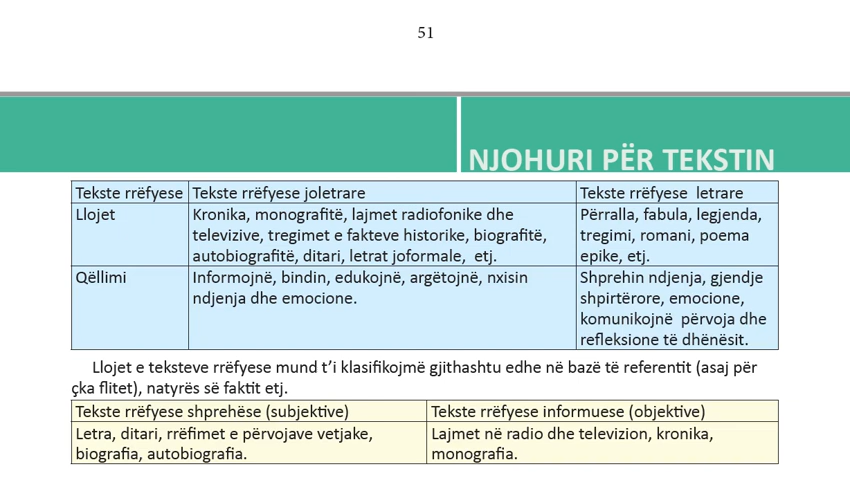 51
NJOHURI PËR TEKSTIN
Tekste rrëfyese Tekste rrëfyese joletrare Tekste rrëfyese letrare
Llojet Kronika, monografitë, lajmet radiofonike dhe Përralla, fabula, legjenda,
televizive, tregimet e fakteve historike, biografitë, tregimi, romani, poema
autobiografitë, ditari, letrat joformale, etj. epike, etj.
Qëllimi Informojnë, bindin, edukojnë, argëtojnë, nxisin Shprehin ndjenja, gjendje
ndjenja dhe emocione. shpirtërore, emocione,
komunikojnë përvoja dhe
refleksione të dhënësit.
Llojet e teksteve rrëfyese mund t’i klasifikojmë gjithashtu edhe në bazë të referentit (asaj për
çka flitet), natyrës së faktit etj.
Tekste rrëfyese shprehëse (subjektive) Tekste rrëfyese informuese (objektive)
Letra, ditari, rrëfimet e përvojave vetjake, Lajmet në radio dhe televizion, kronika,
biografia, autobiografia. monografia.